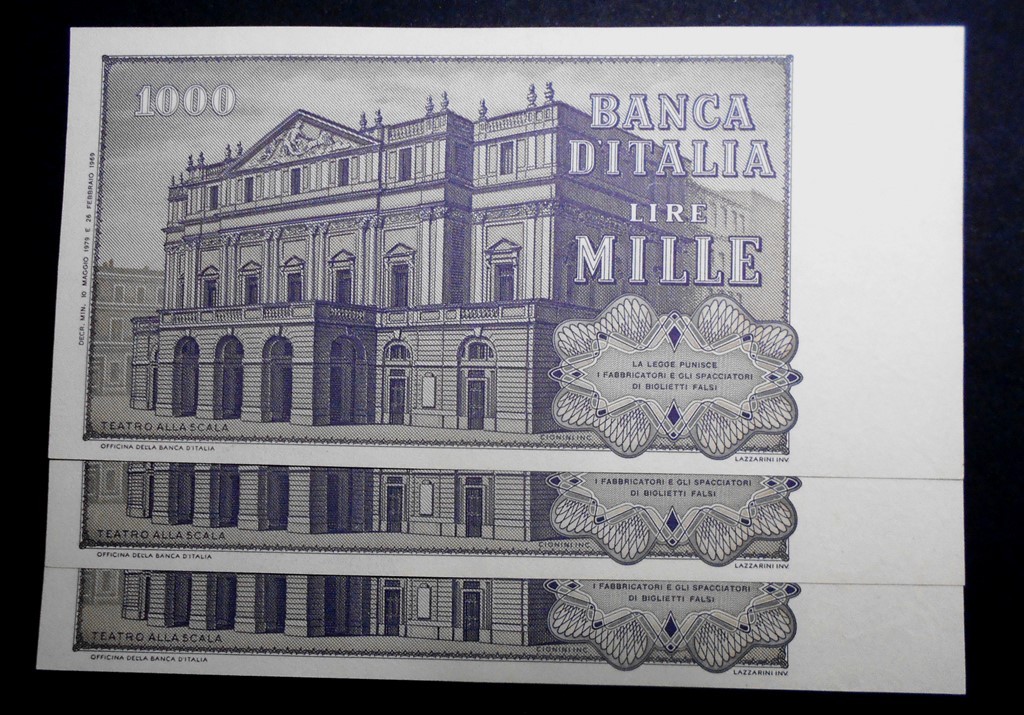 1000
BANCA
D'ITALIA
LIRE
MILLE
DECR. MIN. 10 MAGGIO 1979 E 26 FEBBRAIO 1969
LA LEGGE PUNISCE
I FABBRICATORI E GLI SPACCIATORI
DI BIGLIETTI FALSI
TEATRO ALLA SCALA
CIONINI INC.
OFFICINA DELLA BANCA D'ITALIA
LAZZARINI INV.
I FABBRICATORI E GLI SPACCIATORI
DI BIGLIETTI FALSI
TEATRO ALLA SCALA
CIONINI INC.
OFFICINA DELLA BANCA D'ITALIA
LAZZARINI INV.
I FABBRICATORI E GLI SPACCIATORI
DI BIGLIETTI FALSI
TEATRO ALLA SCALA
CIONINI INC.
OFFICINA DELLA BANCA D'ITALIA
LAZZARINI INV.